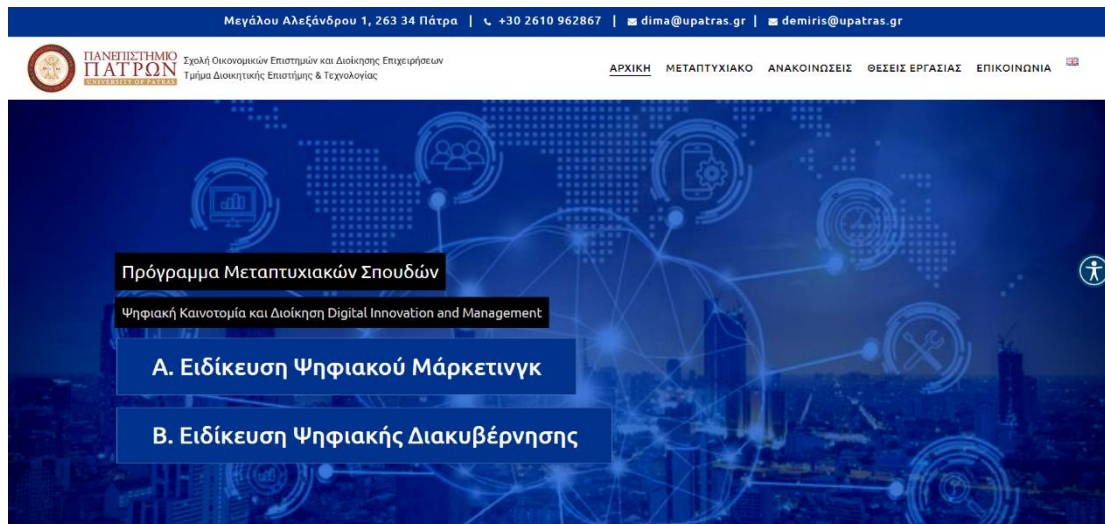 Μεγάλου Αλεξάνδρου 1, 263 34 Πάτρα | +30 2610 962867 | dima@upatras.gr | demiris@upatras.gr
ΠΑΝΕΠΙΣΤΗΜΙΟ
ΠΑΤΡΩΝ
UNIVERSITY OF PATRAS
Σχολή Οικονομικών Επιστημών και Διοίκησης Επιχειρήσεων
Τμήμα Διοικητικής Επιστήμης & Τεχνολογίας
ΑΡΧΙΚΗ ΜΕΤΑΠΤΥΧΙΑΚΟ ΑΝΑΚΟΙΝΩΣΕΙΣ ΘΕΣΕΙΣ ΕΡΓΑΣΙΑΣ ΕΠΙΚΟΙΝΩΝΙΑ
Πρόγραμμα Μεταπτυχιακών Σπουδών
Ψηφιακή Καινοτομία και Διοίκηση Digital Innovation and Management
Α. Ειδίκευση Ψηφιακού Μάρκετινγκ
Β. Ειδίκευση Ψηφιακής Διακυβέρνησης